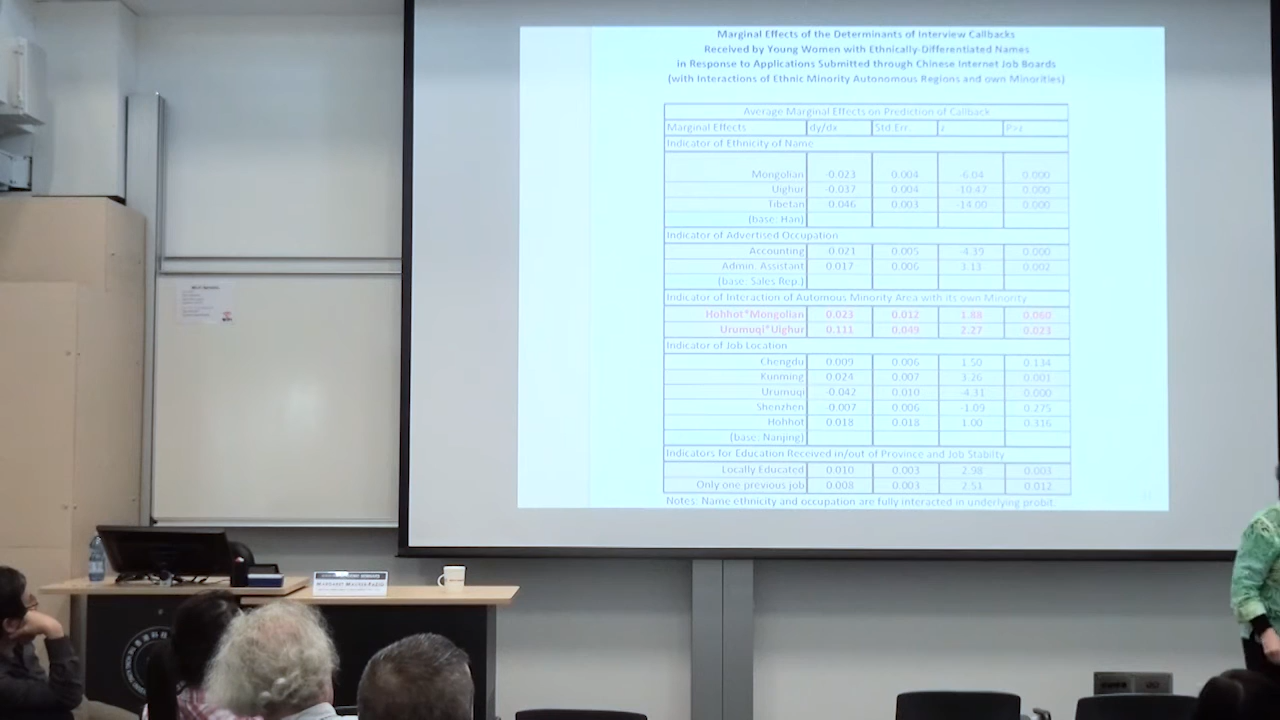 Marginal Effects of the Determinants of Interview Callbacks
Received by Young Women with Ethnically-Differentiated Names
in Response to Applications Submitted through Chinese Internet Job Boards
(with Interactions of Ethnic Minority Autonomous Regions and own Minorities)
Average Marginal Effects on Prediction of Callback
Marginal Effects dy/dx Std.Err. z P>z
Indicator of Ethnicity of Name
Mongolian -0.023 0.004 -6.04 0.000
Uighur -0.037 0.004 -10.47 0.000
Tibetan 0.046 0.003 -14.00 0.000
(base: Han)
Indicator of Advertised Occupation
Accounting -0.021 0.005 -4.39 0.000
Admin. Assistant 0.017 0.006 3.13 0.002
(base: Sales Rep.)
Indicator of Interaction of Automous Minority Area with its own Minority
Hohhot*Mongolian 0.023 0.012 1.88 0.060
Urumuqi*Uighur 0.111 0.049 2.27 0.023
Indicator of Job Location
Chengdu 0.009 0.006 1.50 0.134
Kunming 0.024 0.007 3.26 0.001
Urumuqi -0.042 0.010 -4.31 0.000
Shenzhen 0.007 0.006 -1.09 0.275
Hohhot 0.018 0.018 1.00 0.316
(base: Nanjing)
Indicators for Education Received in/out of Province and Job Stabilty
Locally Educated 0.010 0.003 2.98 0.003
Only one previous job 0.008 0.003 2.51 0.012
Notes: Name ethnicity and occupation are fully interacted in underlying probit.